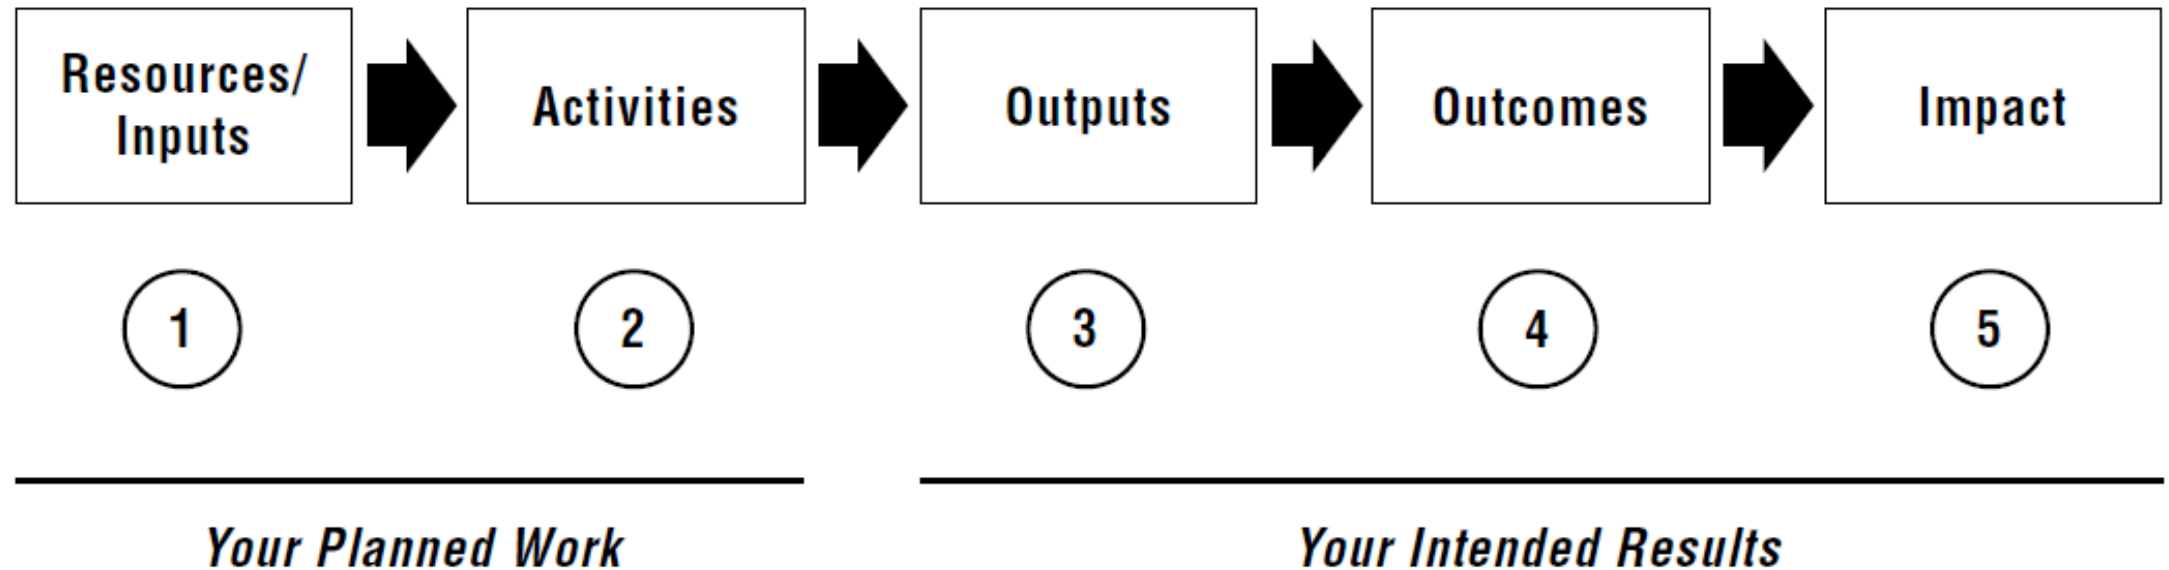 Resources/
Inputs
Activities
Outputs
Outcomes
Impact
1
2
3
4
5
Your Planned Work
Your Intended Results